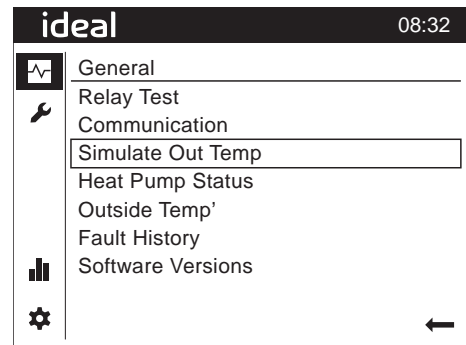 ideal 08:32
General
Relay Test
Communication
Simulate Out Temp
Heat Pump Status
Outside Temp'
Fault History
Software Versions